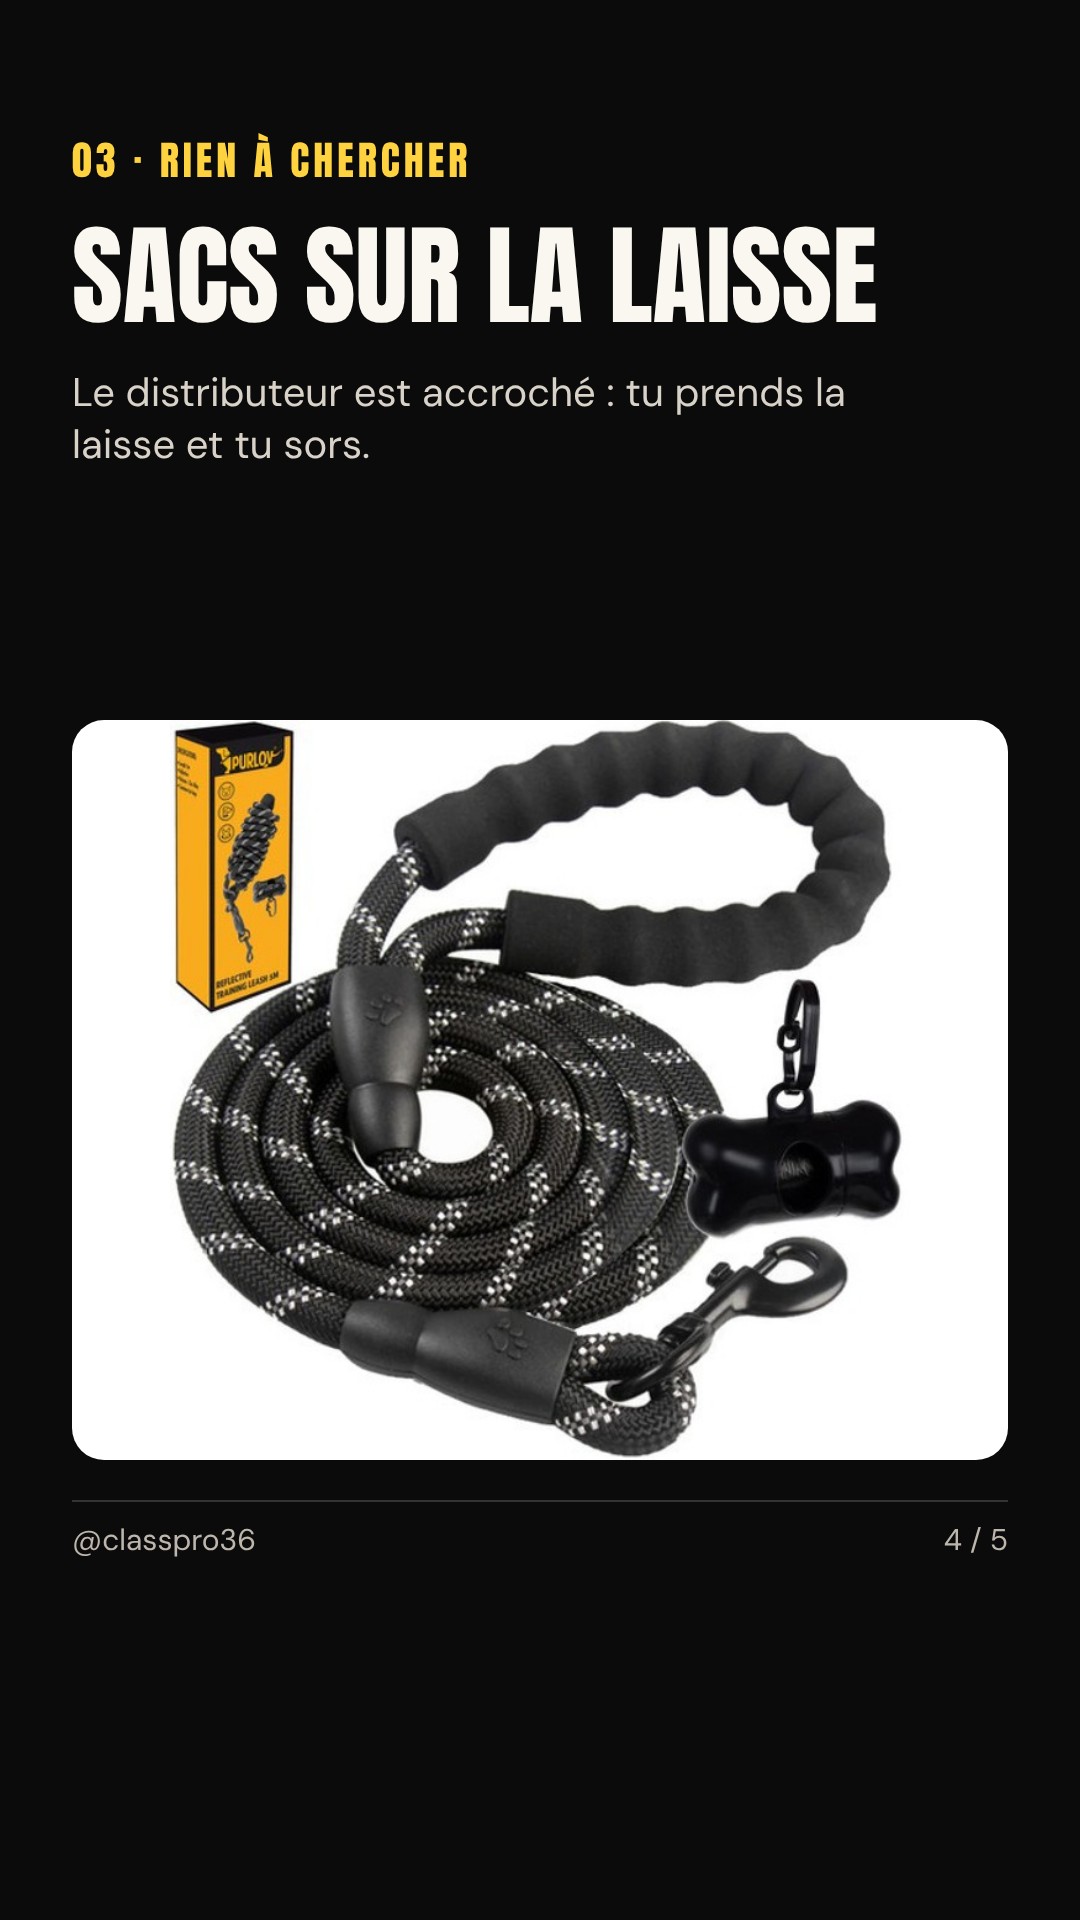 03 · RIEN À CHERCHER
SACS SUR LA LAISSE
Le distributeur est accroché : tu prends la
laisse et tu sors.
PURLOV
REFLECTIVE
TRAINING LEASH 5M
@classpro36
4 / 5